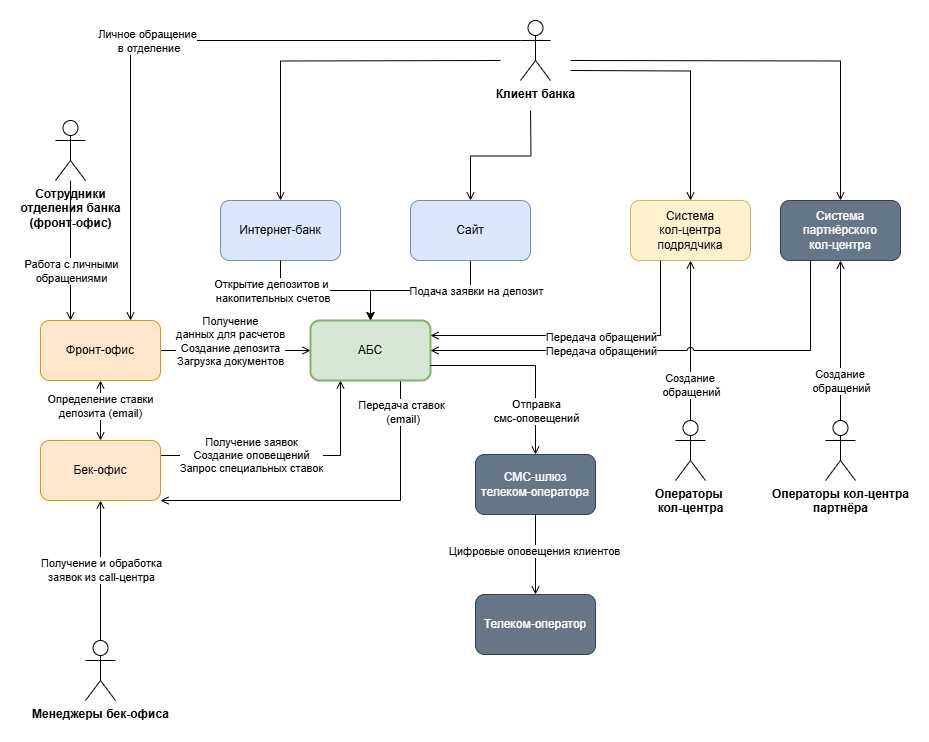 Личное обращение
в отделение
Клиент банка
Сотрудники
отделения банка
(фронт-офис)
Интернет-банк
Сайт
Система
кол-центра
подрядчика
Система
партнёрского
кол-центра
Работа с личными
обращениями
Открытие депозитов и
накопительных счетов
Подача заявки на депозит
Фронт-офис
Получение
данных для расчетов
Создание депозита
Загрузка документов
АБС
Передача обращений
Передача обращений
Определение ставки
депозита (email)
Передача ставок
(email)
Отправка
смс-оповещений
Создание
обращений
Создание
обращений
Бек-офис
Получение заявок
Создание оповещений
Запрос специальных ставок
СМС-шлюз
телеком-оператора
Операторы
кол-центра
Операторы кол-центра
партнёра
Цифровые оповещения клиентов
Получение и обработка
заявок из call-центра
Телеком-оператор
Менеджеры бек-офиса